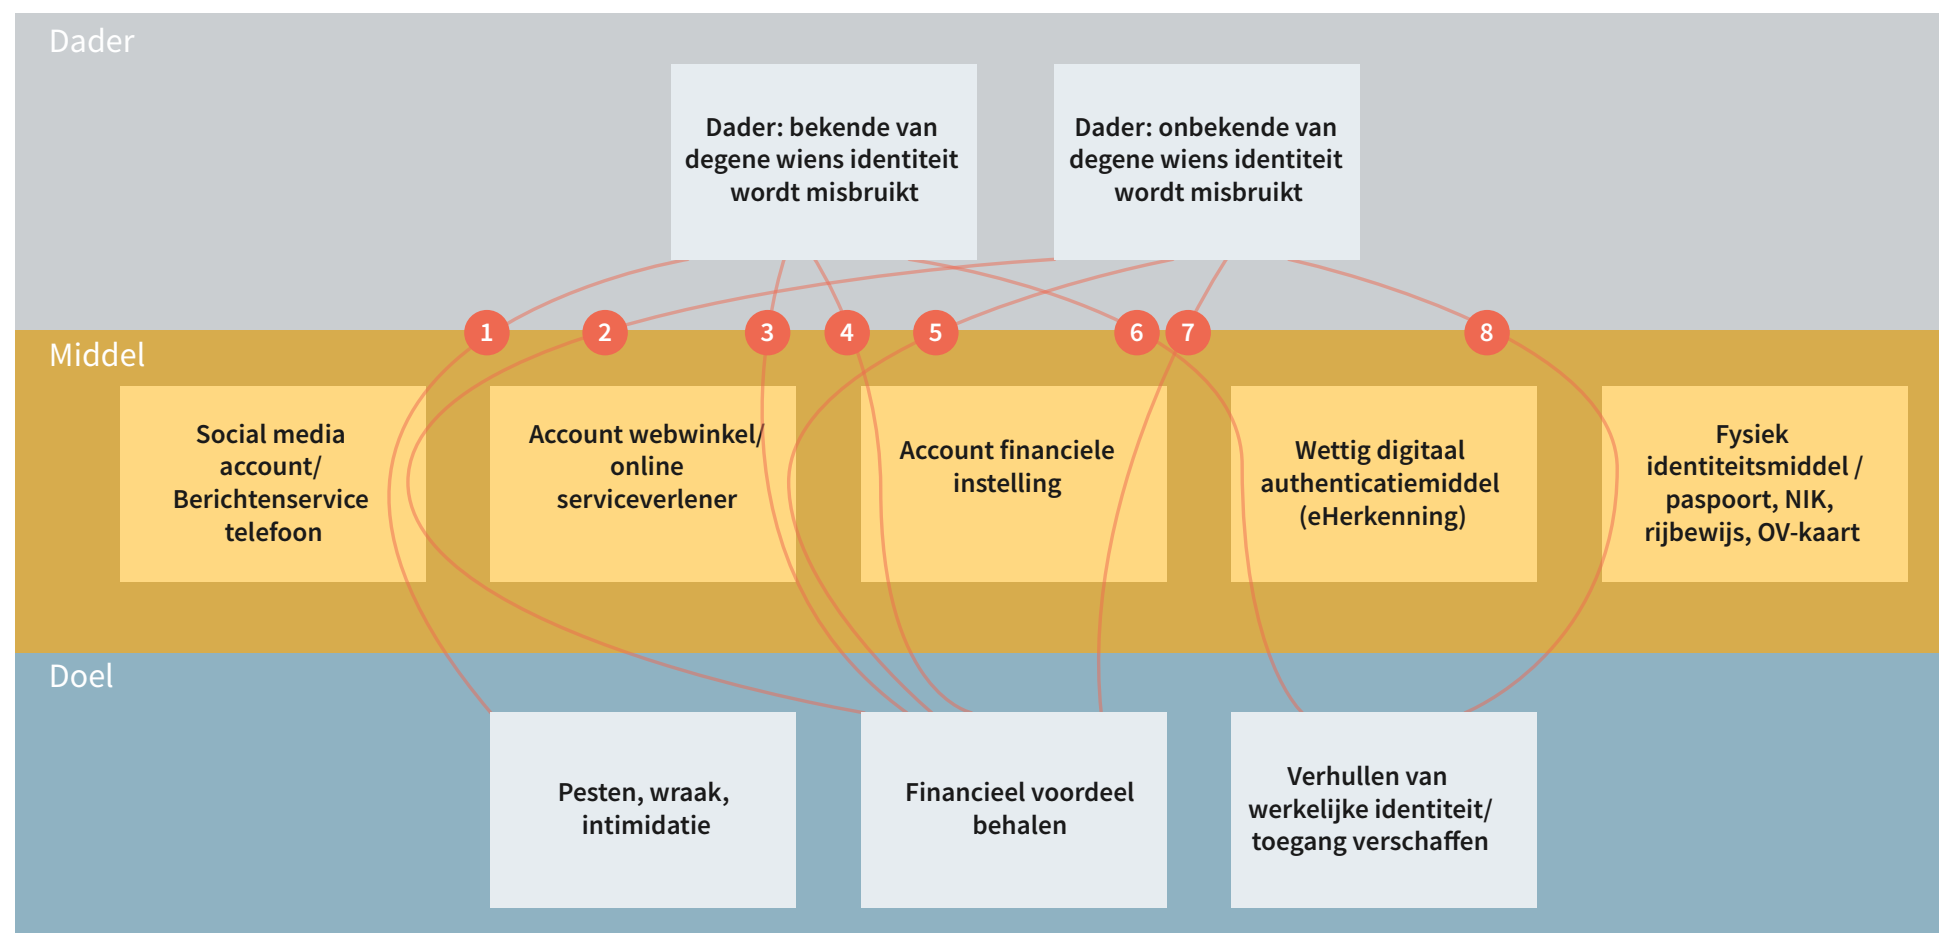 Dader
Dader: bekende van
degene wiens identiteit
wordt misbruikt
Dader: onbekende van
degene wiens identiteit
wordt misbruikt
1
2
3
4
5
6
7
8
Middel
Social media
account/
Berichtenservice
telefoon
Account webwinkel/
online
serviceverlener
Account financiele
instelling
Wettig digitaal
authenticatiemiddel
(eHerkenning)
Fysiek
identiteitsmiddel /
paspoort, NIK,
rijbewijs, OV-kaart
Doel
Pesten, wraak,
intimidatie
Financieel voordeel
behalen
Verhullen van
werkelijke identiteit/
toegang verschaffen